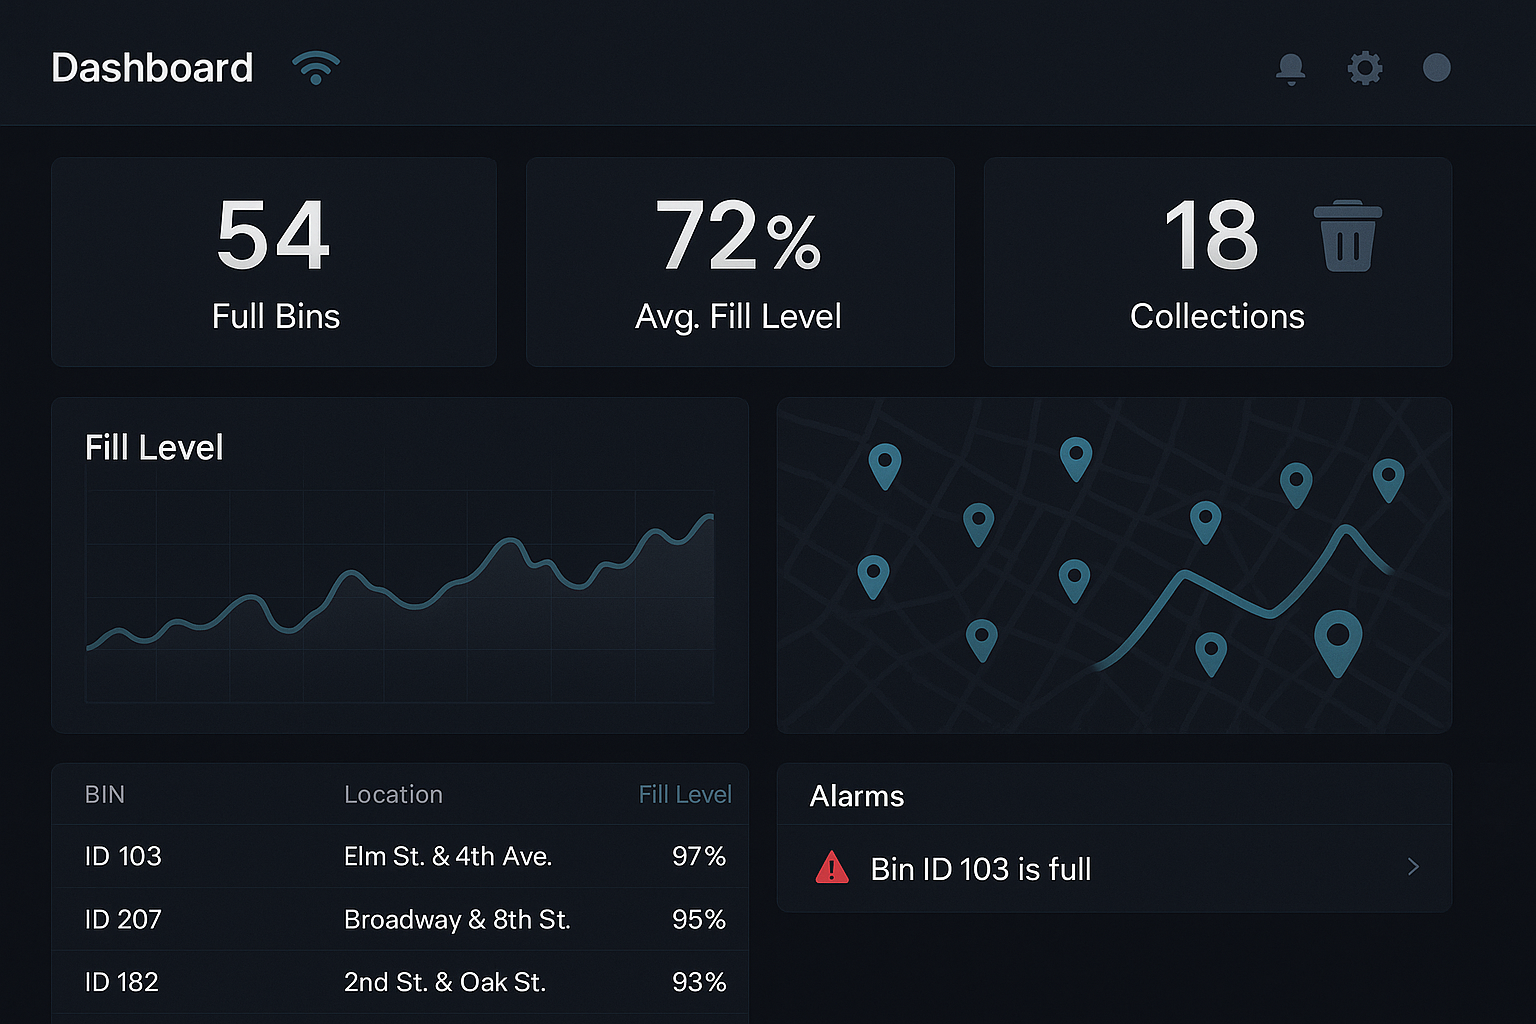 Dashboard
54
Full Bins
72%
Avg. Fill Level
18
Collections
Fill Level
BIN Location Fill Level
ID 103 Elm St. & 4th Ave. 97%
ID 207 Broadway & 8th St. 95%
ID 182 2nd St. & Oak St. 93%
Alarms
Bin ID 103 is full